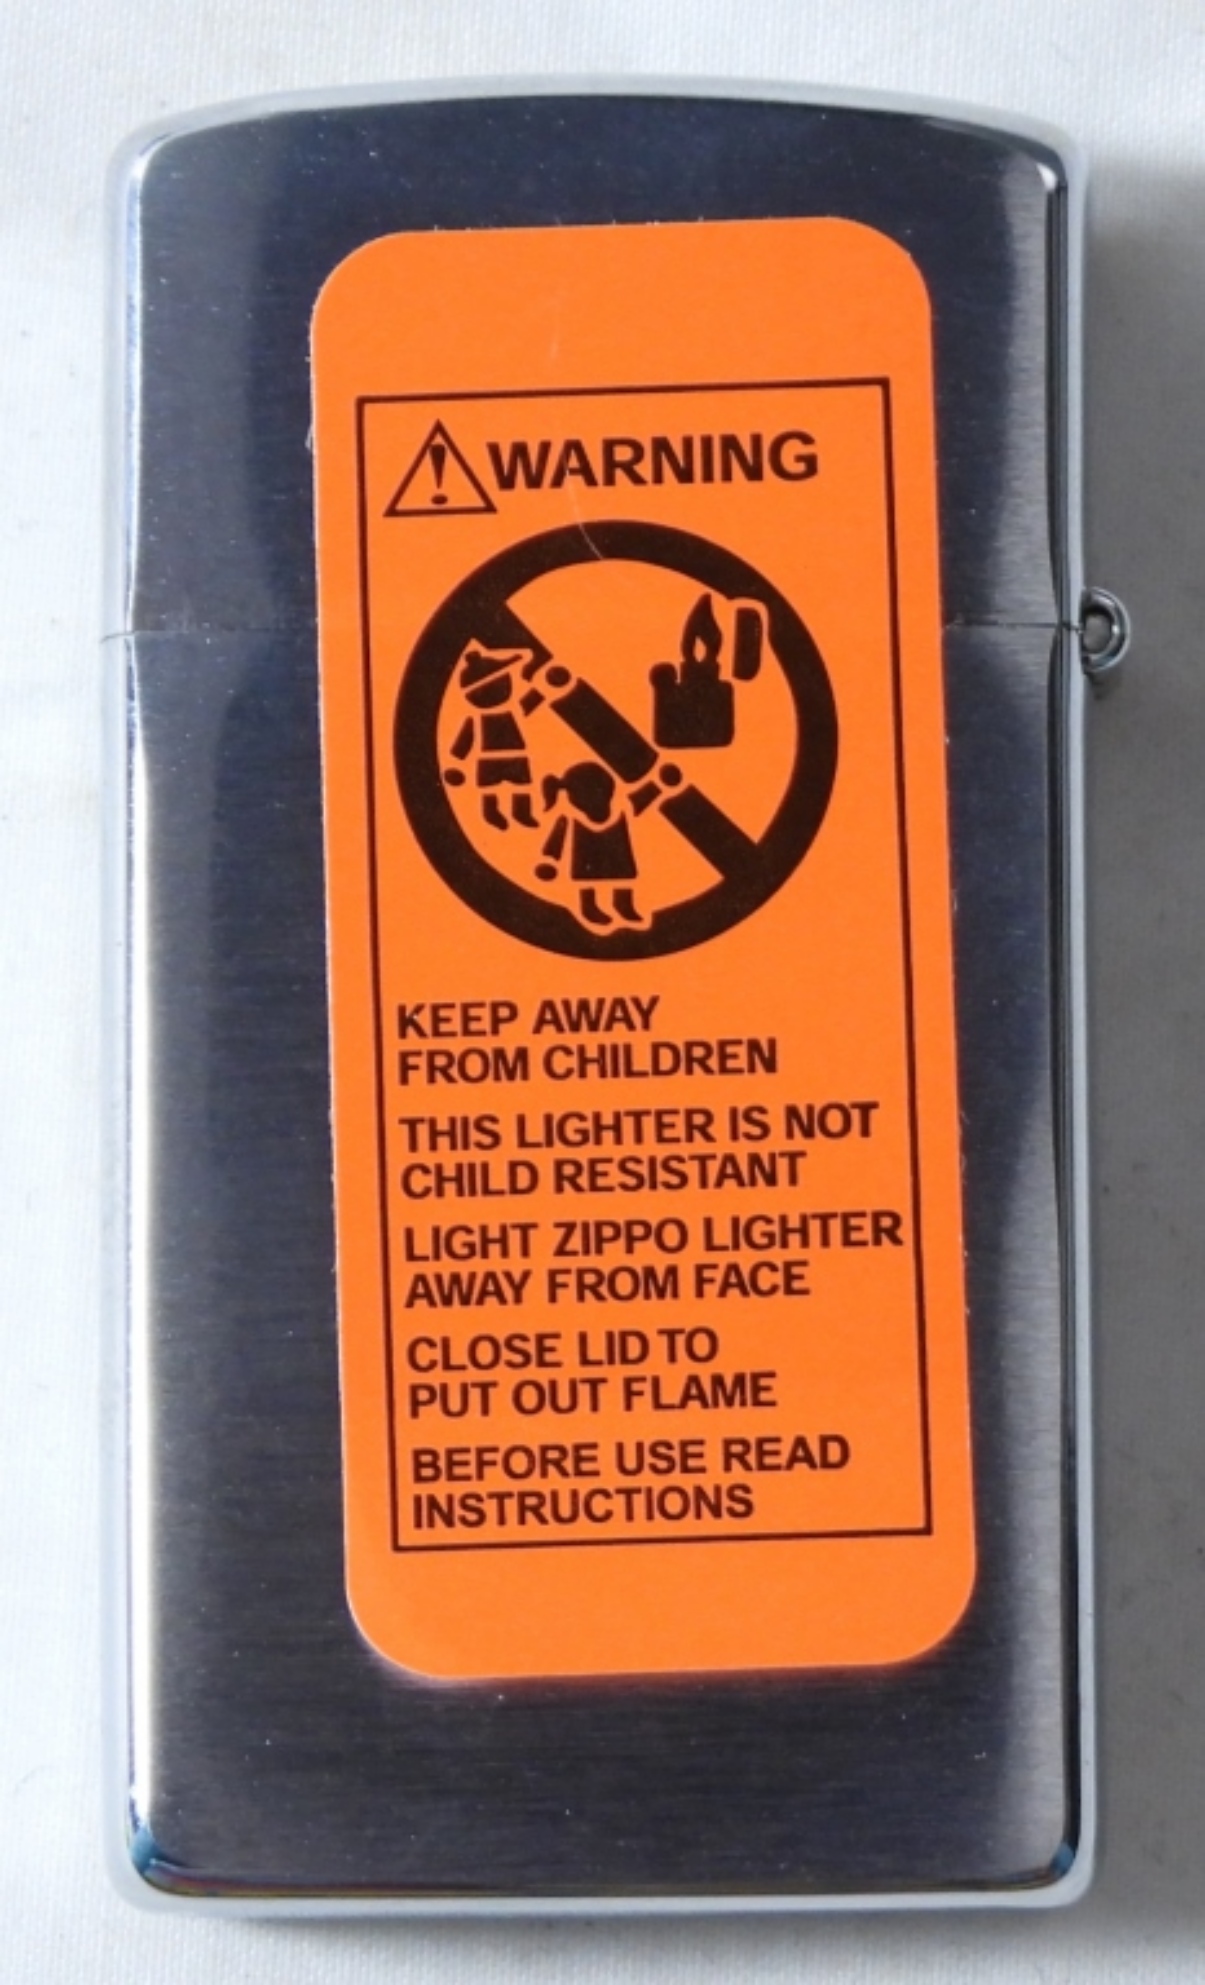 WARNING
KEEP AWAY
FROM CHILDREN
THIS LIGHTER IS NOT
CHILD RESISTANT
LIGHT ZIPPO LIGHTER
AWAY FROM FACE
CLOSE LID TO
PUT OUT FLAME
BEFORE USE READ
INSTRUCTIONS